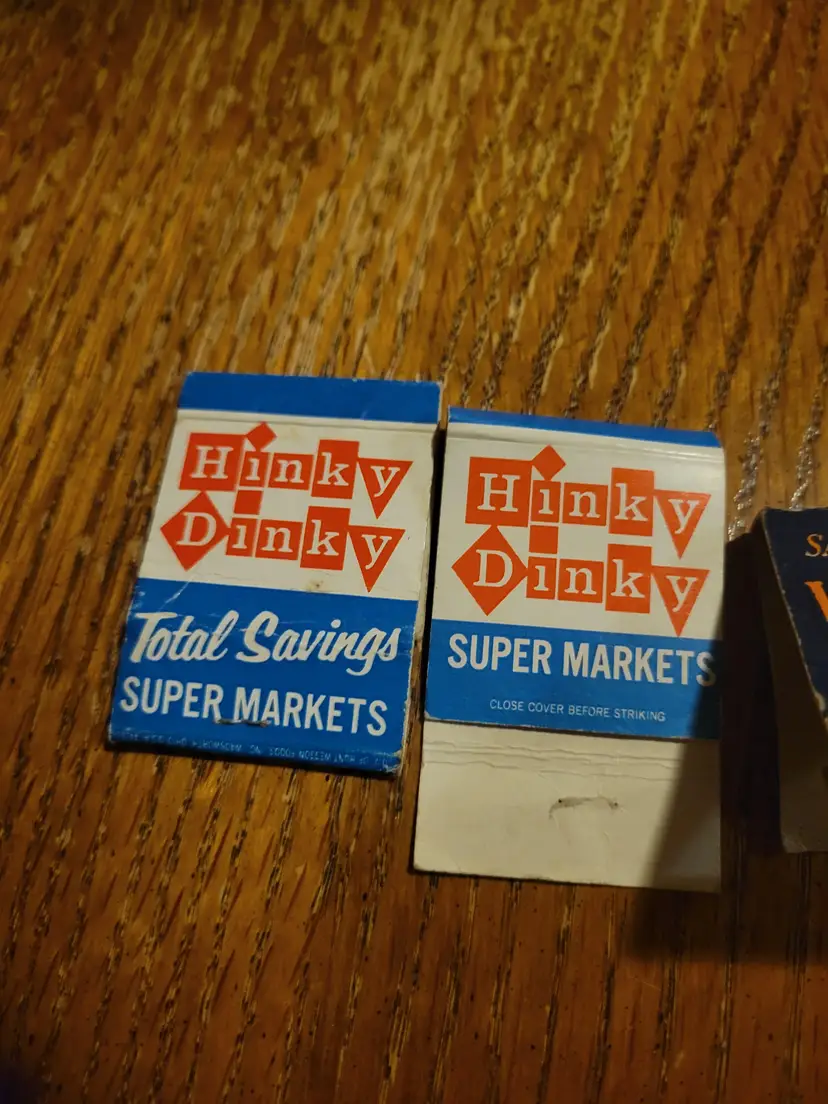 Hinky
Dinky
Total Savings
SUPER MARKETS
Hinky
Dinky
SUPER MARKETS
CLOSE COVER BEFORE STRIKING